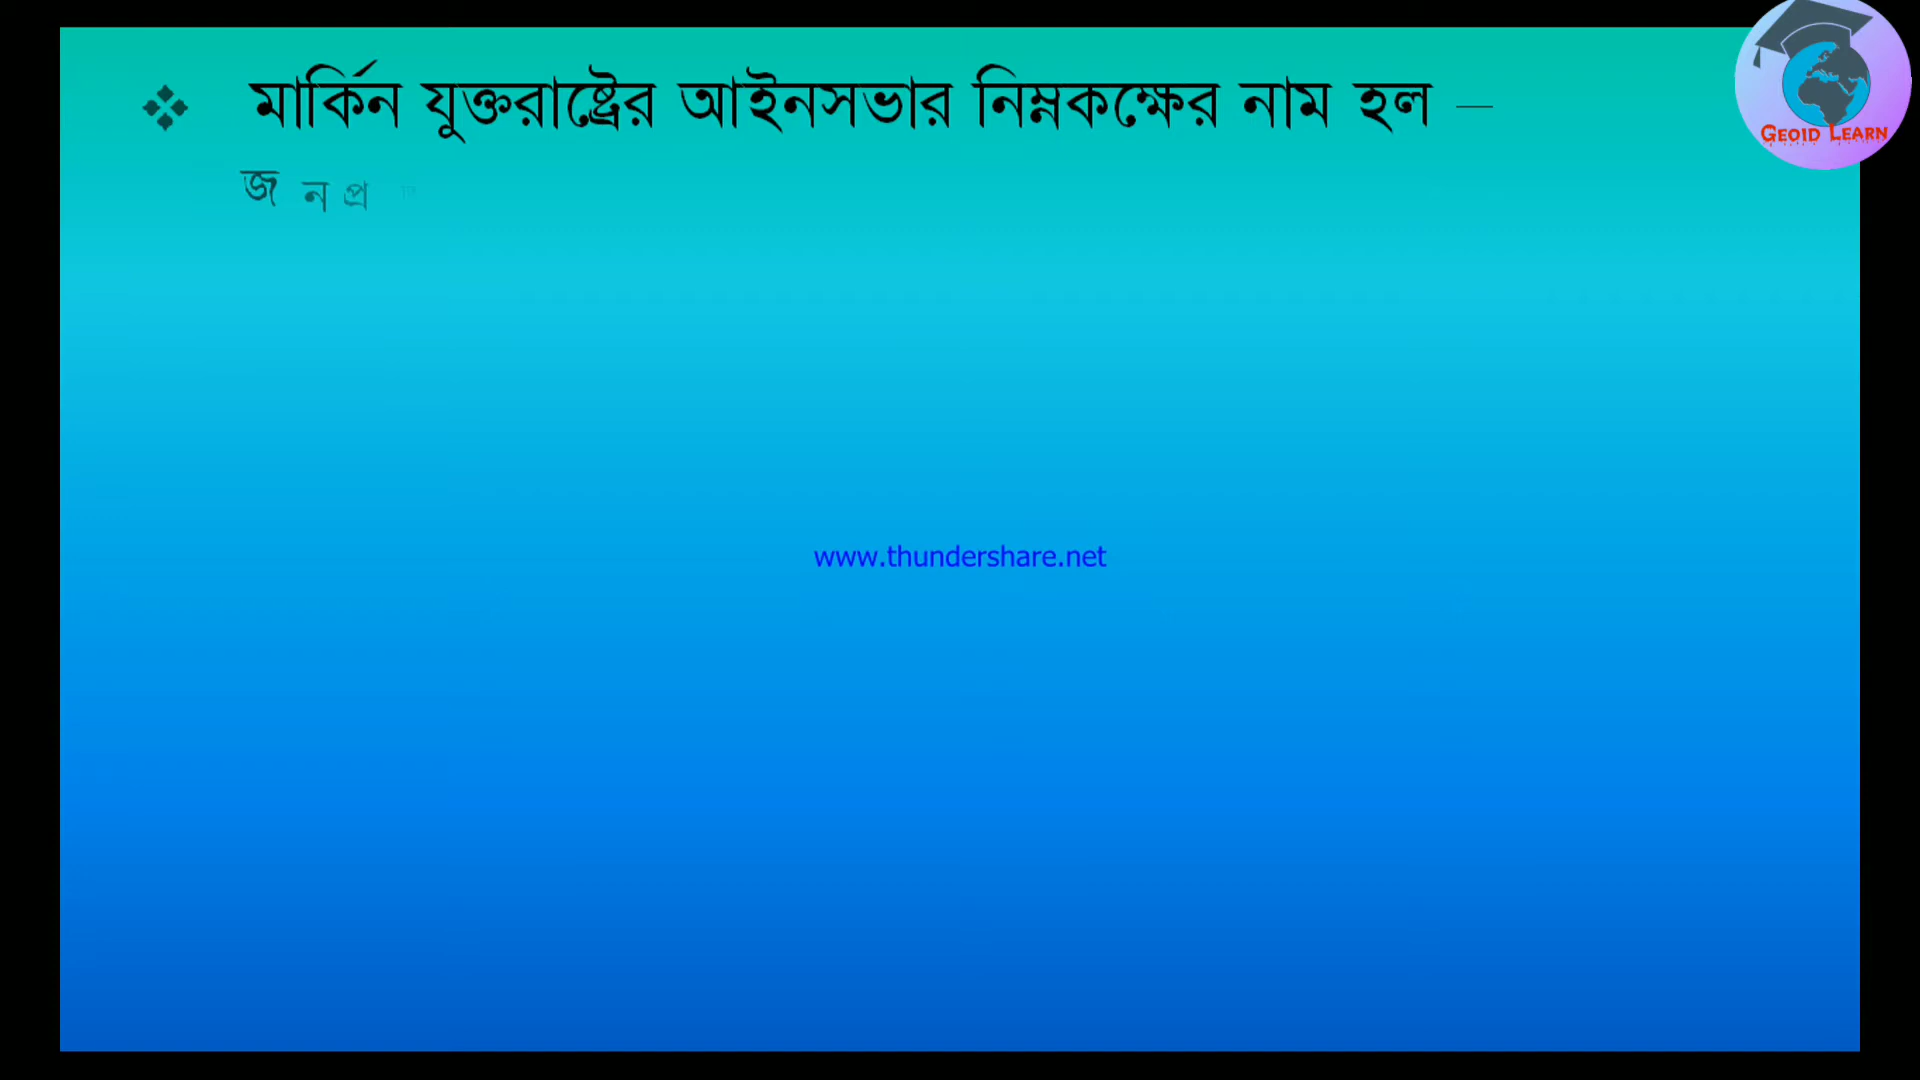 ❖ মার্কিন যুক্তরাষ্ট্রের আইনসভার নিম্নকক্ষের নাম হল –
জ ন প্র
GEOID LEARN
www.thundershare.net